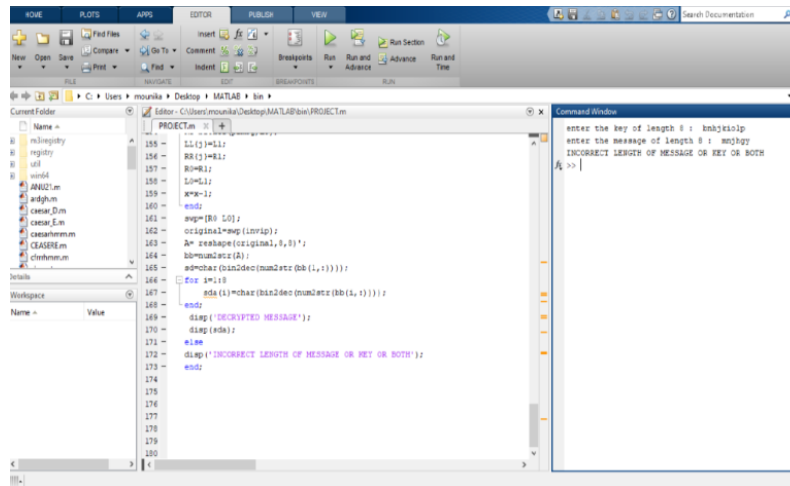 HOME PLOTS APPS EDITOR PUBLISH VIEW
Search Documentation
New Open Save
Find Files
Compare
Print
Go To
Find
Insert
Comment
Indent
Breakpoints
Run
Run and Advance
Run Section
Advance
Run and Time
FILE NAVIGATE EDIT BREAKPOINTS RUN
C: Users mounika Desktop MATLAB bin
Current Folder
Name
m3iregistry
registry
util
win64
ANU21.m
ardgh.m
caesar_D.m
caesar_E.m
caesarhmm.m
CEASERE.m
Details
Workspace
Name Value
Editor - C:\Users\mounika\Desktop\MATLAB\bin\PROJECT.m
PROJECT.m
155 LL(j)=L1;
156 RR(j)=R1;
157 R0=R1;
158 L0=L1;
159 x=x-1;
160 end;
161 swp=[R0 L0];
162 original=swp(invip);
163 A= reshape(original,8,8)';
164 bb=num2str(A);
165 sd=char(bin2dec(num2str(bb(1,:))));
166 for i=1:8
167 sda(i)=char(bin2dec(num2str(bb(i,:))));
168 end;
169 disp('DECRYPTED MESSAGE');
170 disp(sda);
171 else
172 disp('INCORRECT LENGTH OF MESSAGE OR KEY OR BOTH');
173 end;
174
175
176
177
178
179
180
Command Window
enter the key of length 8 : bnhjkiolp
enter the message of length 8 : mnjhgy
INCORRECT LENGTH OF MESSAGE OR KEY OR BOTH
fx >>